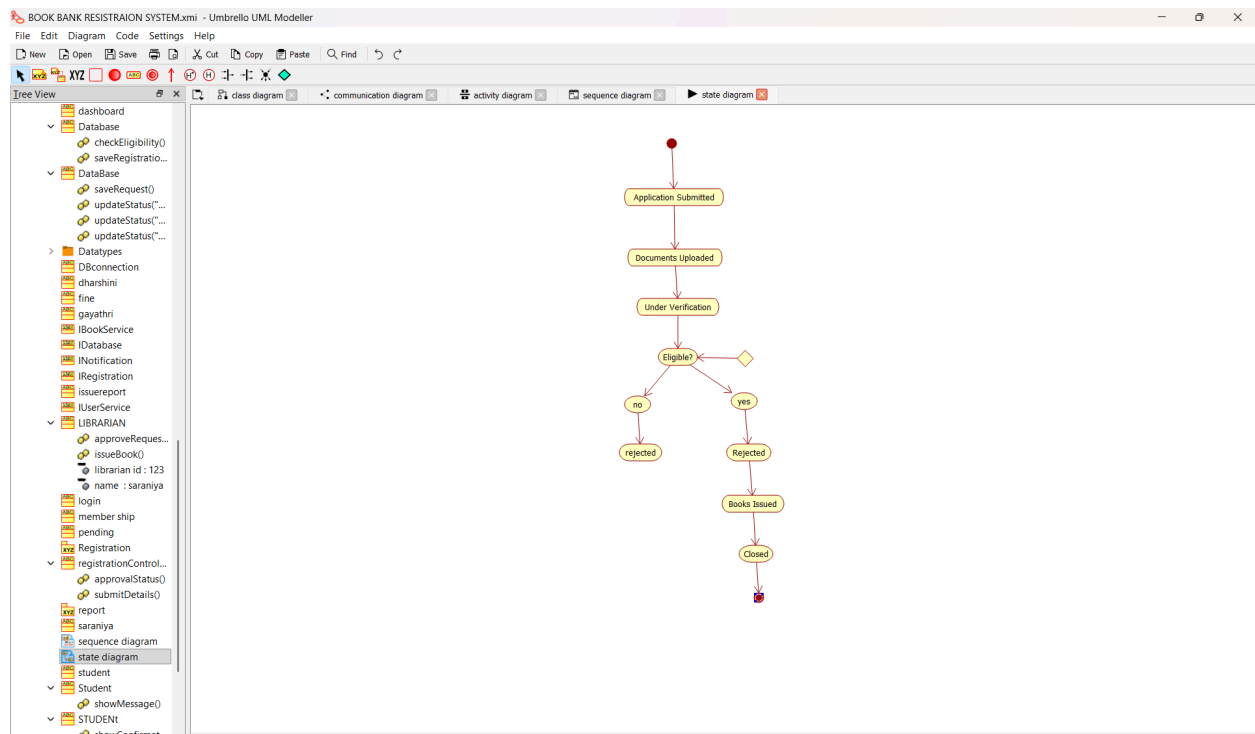 BOOK BANK RESISTRAION SYSTEM.xmi - Umbrello UML Modeller
File Edit Diagram Code Settings Help
New Open Save Cut Copy Paste Find
XYZ XYZ ABC
Tree View
class diagram communication diagram activity diagram sequence diagram state diagram
dashboard
Database
checkEligibility()
saveRegistratio...
DataBase
saveRequest()
updateStatus("...
updateStatus("...
updateStatus("...
Datatypes
DBconnection
dharshini
fine
gayathri
IBookService
IDatabase
INotification
IRegistration
issuereport
IUserService
LIBRARIAN
approveReques...
issueBook()
librarian id : 123
name : saraniya
login
member ship
pending
Registration
registrationControl...
approvalStatus()
submitDetails()
report
saraniya
sequence diagram
state diagram
student
Student
showMessage()
STUDENt
Application Submitted
Documents Uploaded
Under Verification
Eligible?
no
yes
rejected
Rejected
Books Issued
Closed